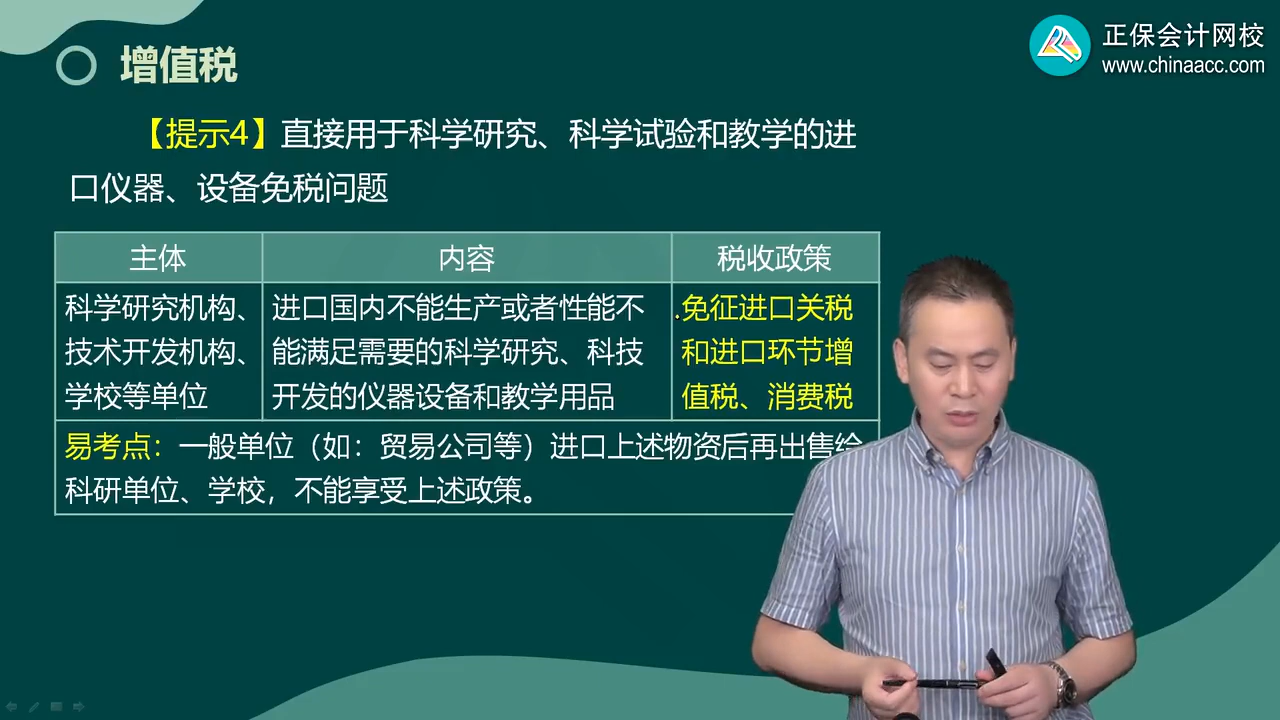 增值税
正保会计网校
www.chinaacc.com
【提示4】直接用于科学研究、科学试验和教学的进
口仪器、设备免税问题
主体
内容
税收政策
科学研究机构、
技术开发机构、
学校等单位
进口国内不能生产或者性能不
能满足需要的科学研究、科技
开发的仪器设备和教学用品
免征进口关税
和进口环节增
值税、消费税
易考点：一般单位（如：贸易公司等）进口上述物资后再出售给
科研单位、学校，不能享受上述政策。